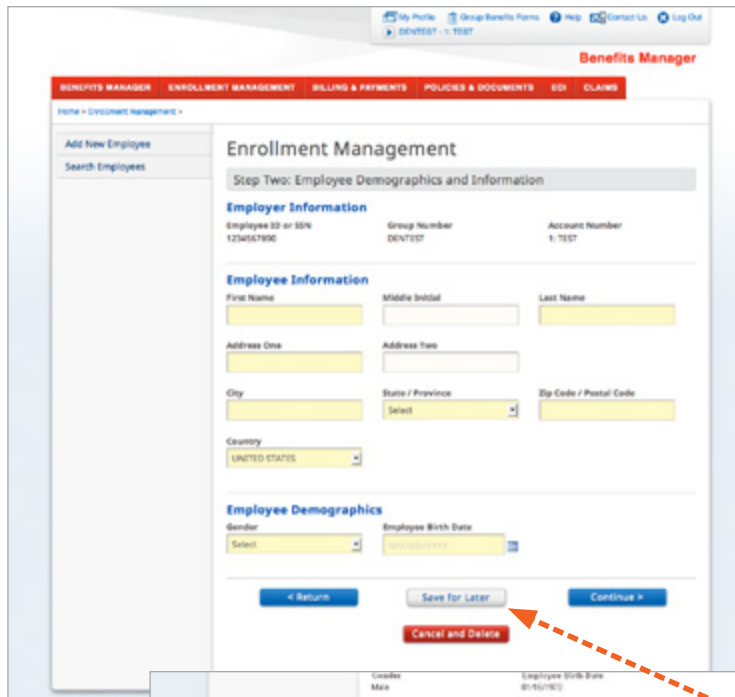 My Profile Group Benefits Forms Help Contact Us Log Out
DENTEST - 1: TEST
Benefits Manager
BENEFITS MANAGER ENROLLMENT MANAGEMENT BILLING & PAYMENTS POLICIES & DOCUMENTS EDI CLAIMS
Home » Enrollment Management »
Add New Employee
Search Employees
Enrollment Management
Step Two: Employee Demographics and Information
Employer Information
Employee ID or SSN Group Number Account Number
1234567890 DENTEST 1: TEST
Employee Information
First Name Middle Initial Last Name
Address One Address Two
City State / Province Zip Code / Postal Code
Select
Country
UNITED STATES
Employee Demographics
Gender Employee Birth Date
Select MM/DD/YYYY
< Return Save for Later Continue >
Cancel and Delete
Gender Employee Birth Date
Male